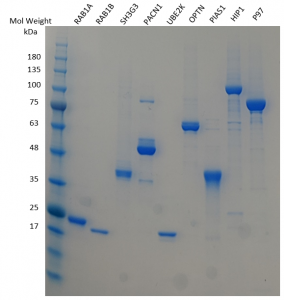 Mol Weight
kDa
RAB1A
RAB1B
SH3G3
PACN1
UBE2K
OPTN
PIAS1
HIP1
P97
180
135
100
75
63
48
35
25
17